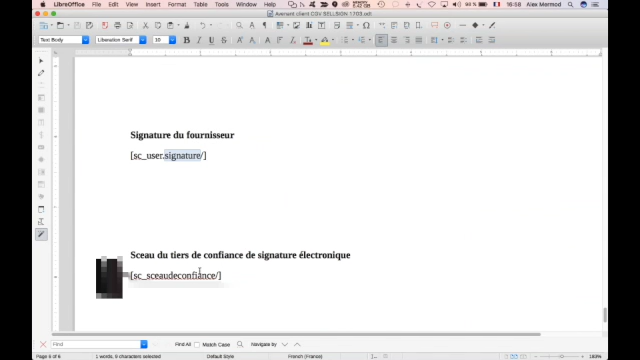 LibreOffice File Edit View Insert Format Table Tools Window Help
98 % 16:58 Alex Mermod
Avenant client CGV SELLSIGN 1703.odt
Text Body Liberation Serif 10
Signature du fournisseur
[sc_user.signature/]
Sceau du tiers de confiance de signature électronique
[sc_sceaudeconfiance/]
Find Find All Match Case Navigate by
Page 6 of 6 1 words, 9 characters selected Default Style French (France)